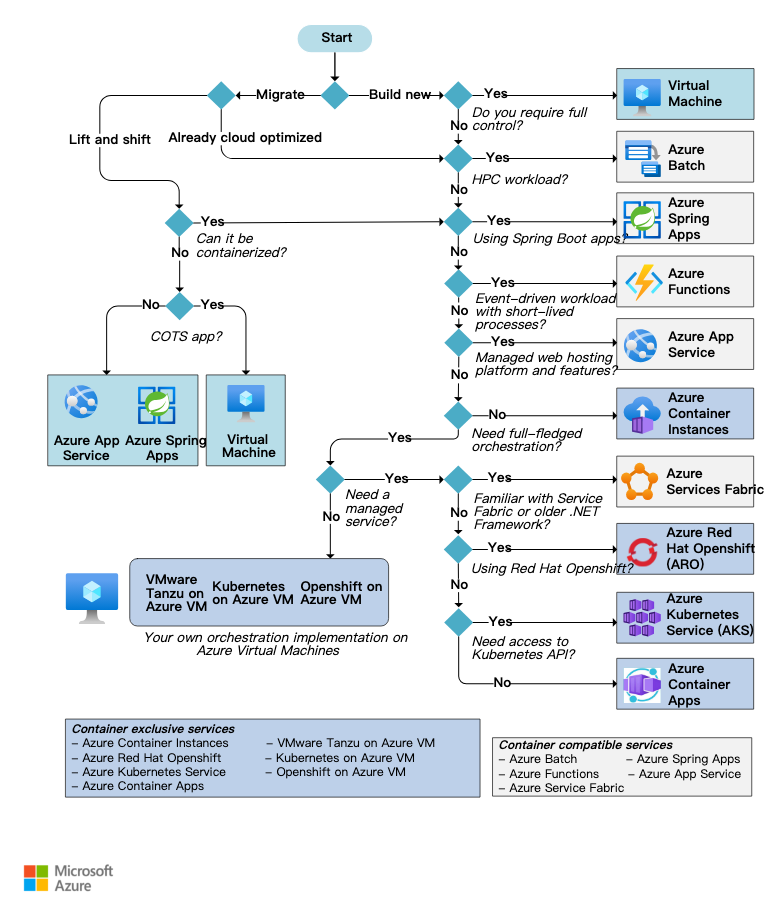 Start
Migrate
Build new
Yes
Virtual
Machine
Do you require full
control?
No
Lift and shift
Already cloud optimized
Yes
Azure
Batch
HPC workload?
No
Yes
Can it be
containerized?
No
Yes
Azure
Spring
Apps
Using Spring Boot apps?
No
Yes
Azure
Functions
Event-driven workload
with short-lived
processes?
No
No
Yes
COTS app?
Yes
Azure App
Service
Managed web hosting
platform and features?
No
Azure App
Service
Azure Spring
Apps
Virtual
Machine
No
Azure
Container
Instances
Need full-fledged
orchestration?
Yes
Yes
Need a
managed
service?
No
Yes
Azure
Services Fabric
Familiar with Service
Fabric or older .NET
Framework?
No
Yes
Azure Red
Hat Openshift
(ARO)
Using Red Hat Openshift?
No
VMware
Tanzu on
Azure VM
Kubernetes
on Azure VM
Openshift on
Azure VM
Your own orchestration implementation on
Azure Virtual Machines
Yes
Azure
Kubernetes
Service (AKS)
Need access to
Kubernetes API?
No
Azure
Container
Apps
Container exclusive services
- Azure Container Instances
- Azure Red Hat Openshift
- Azure Kubernetes Service
- Azure Container Apps
- VMware Tanzu on Azure VM
- Kubernetes on Azure VM
- Openshift on Azure VM
Container compatible services
- Azure Batch
- Azure Functions
- Azure Service Fabric
- Azure Spring Apps
- Azure App Service
Microsoft
Azure